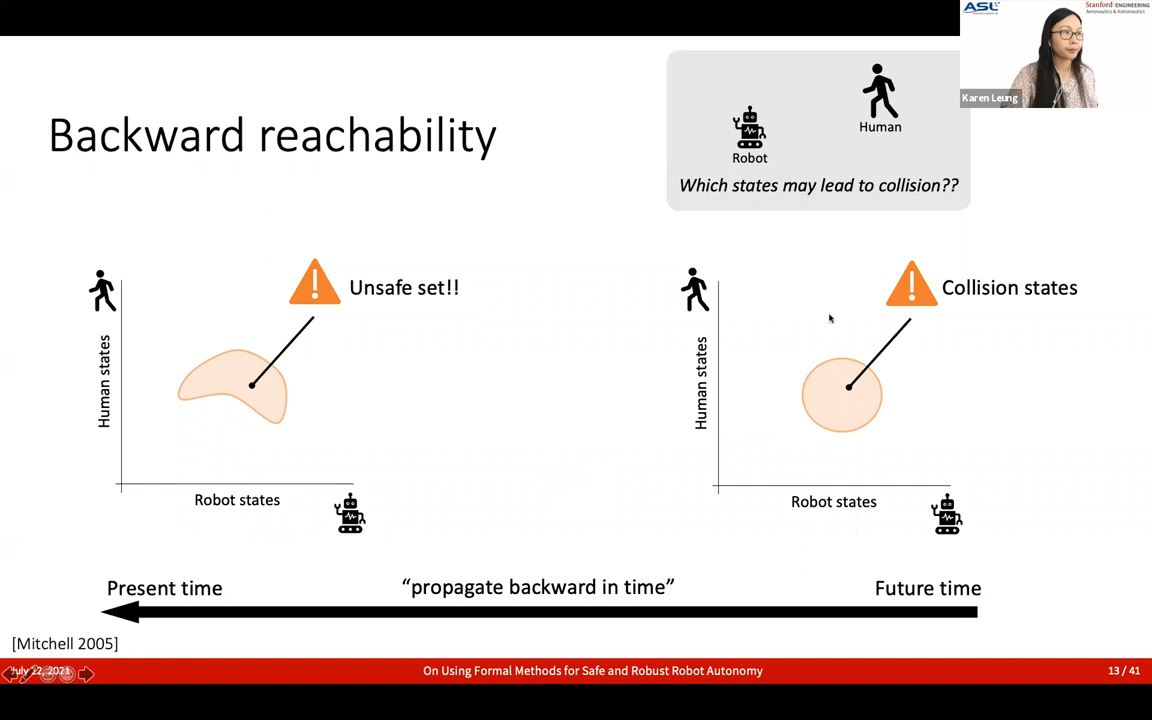 ASL
Stanford | ENGINEERING
Aeronautics & Astronautics
Karen Leung
Backward reachability
Human
Robot
Which states may lead to collision??
Unsafe set!!
Human states
Robot states
Collision states
Human states
Robot states
Present time
“propagate backward in time”
Future time
[Mitchell 2005]
July 22, 2021
On Using Formal Methods for Safe and Robust Robot Autonomy
13 / 41